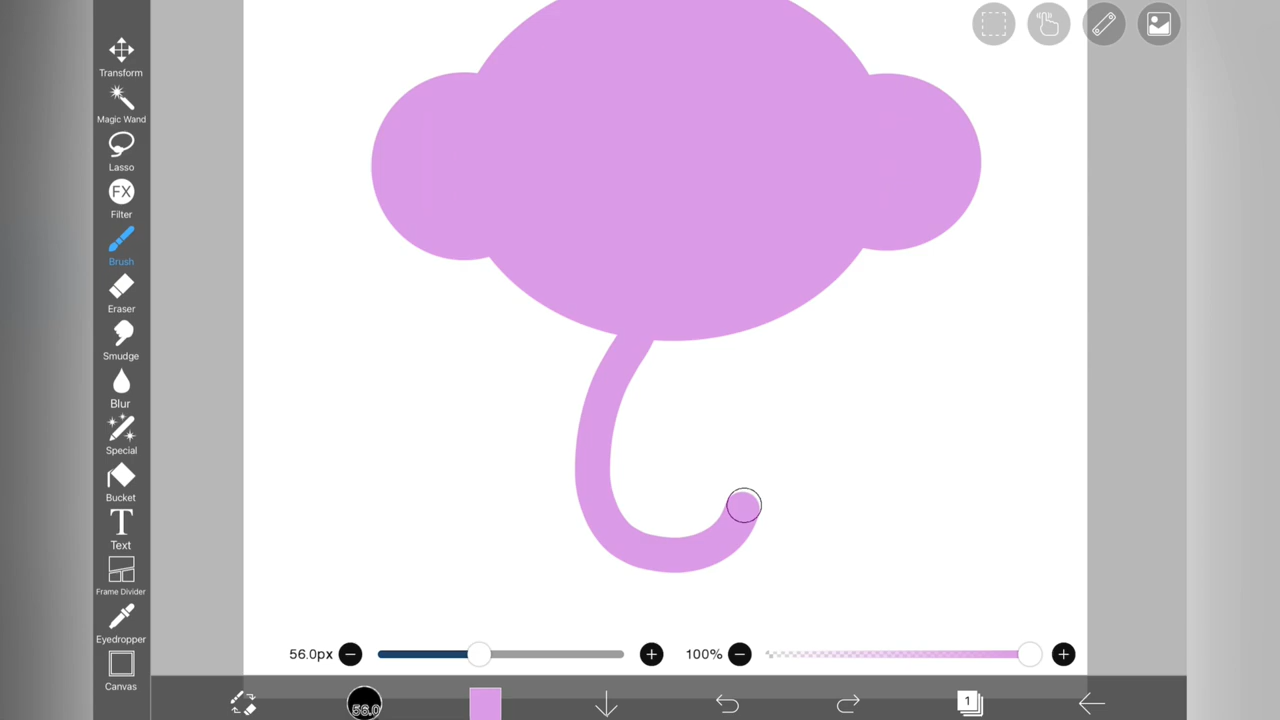 Transform
Magic Wand
Lasso
FX
Filter
Brush
Eraser
Smudge
Blur
Special
Bucket
T
Text
Frame Divider
Eyedropper
Canvas
56.0px
100%
56.0
1